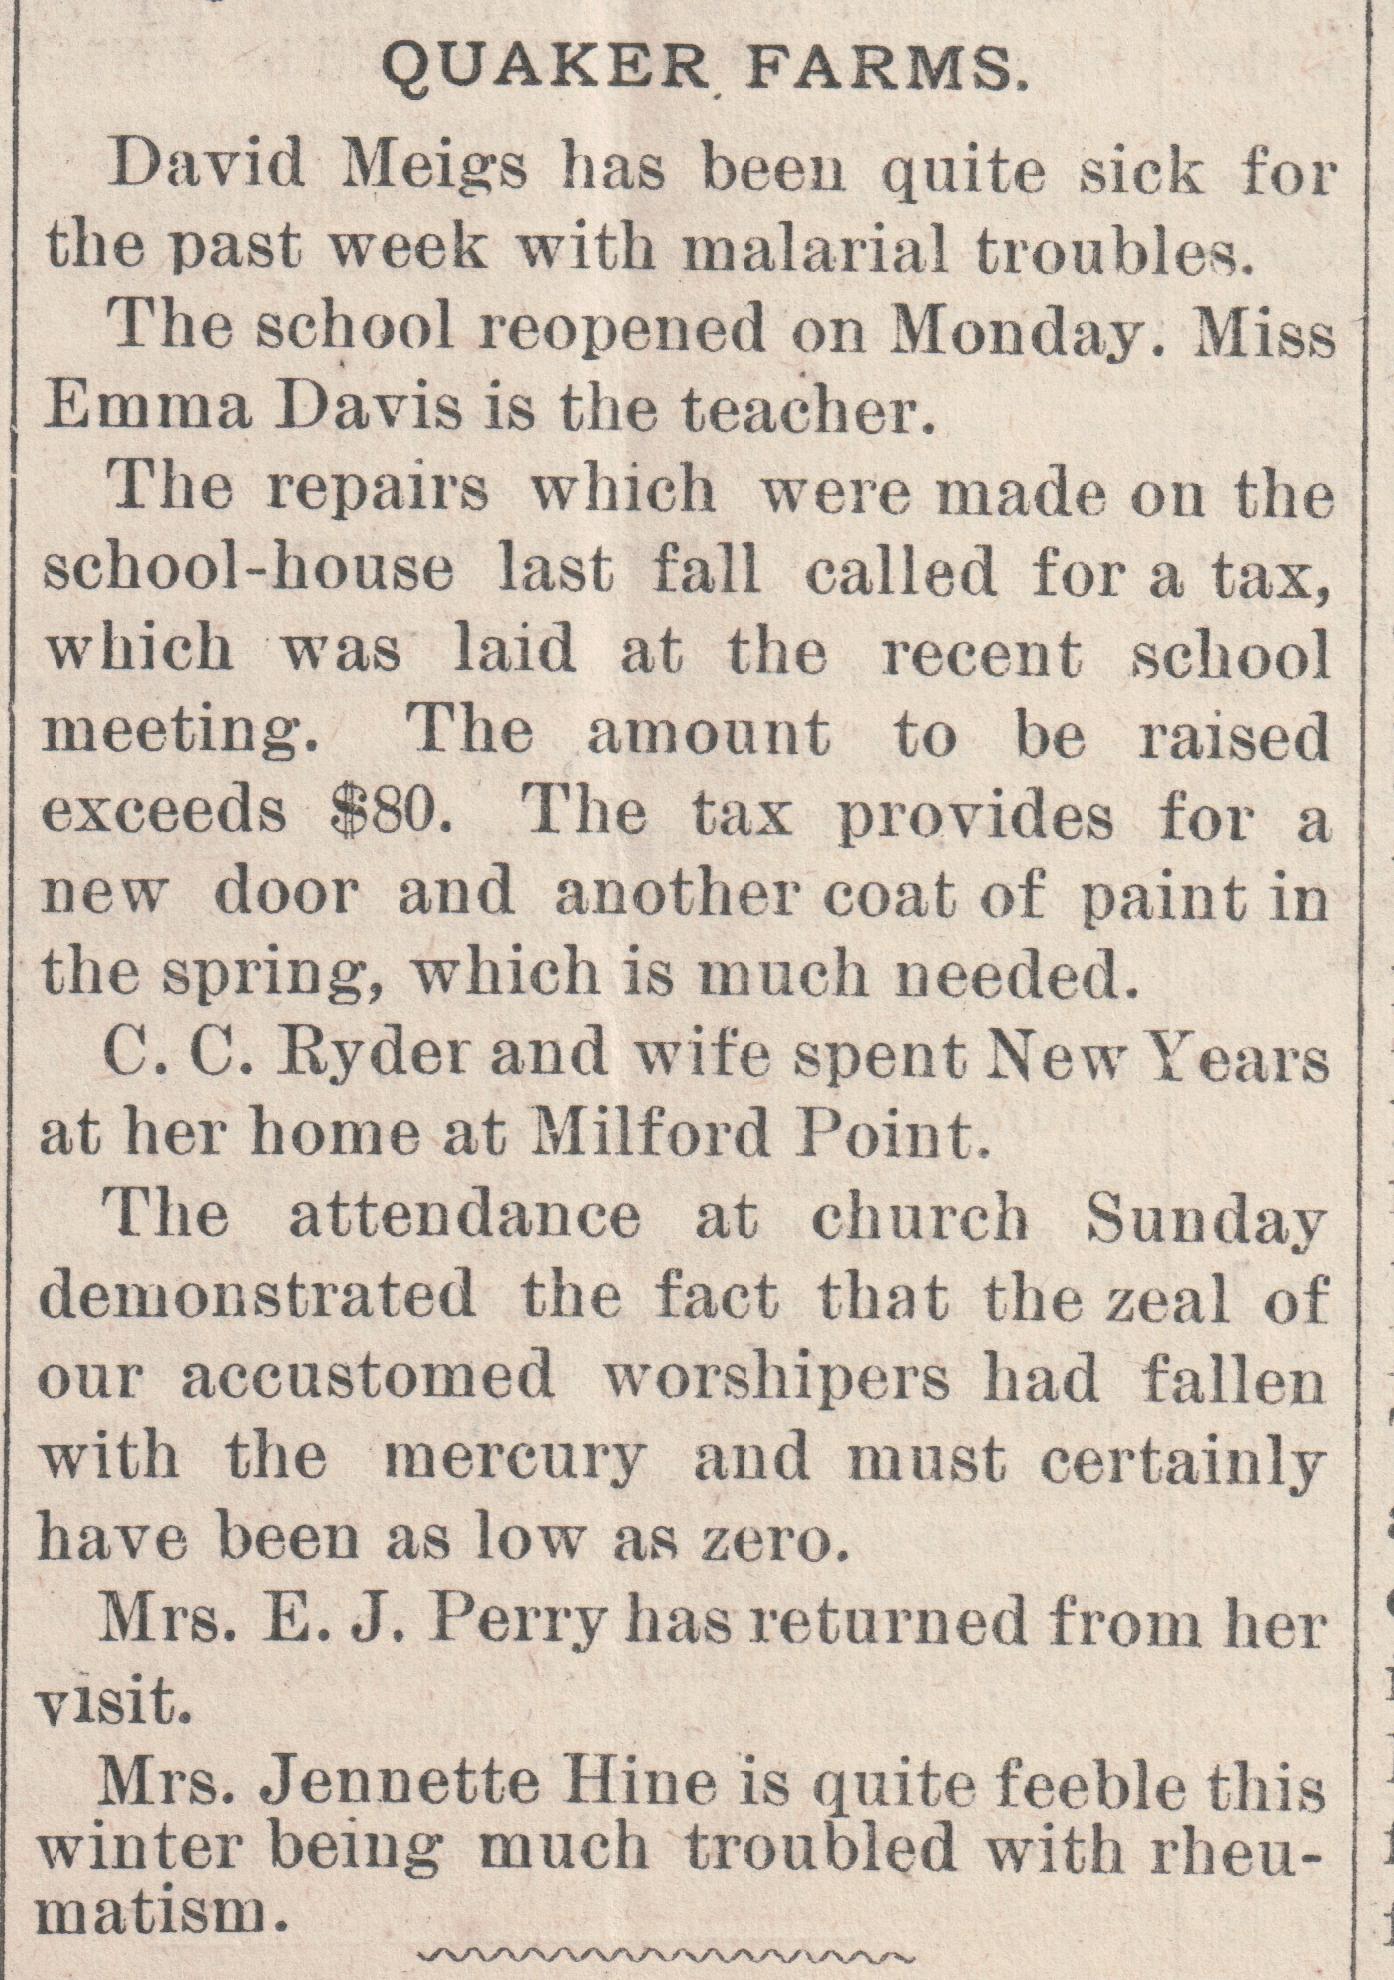 QUAKER FARMS.
David Meigs has been quite sick for
the past week with malarial troubles.
The school reopened on Monday. Miss
Emma Davis is the teacher.
The repairs which were made on the
school-house last fall called for a tax,
which was laid at the recent school
meeting. The amount to be raised
exceeds $80. The tax provides for a
new door and another coat of paint in
the spring, which is much needed.
C. C. Ryder and wife spent New Years
at her home at Milford Point.
The attendance at church Sunday
demonstrated the fact that the zeal of
our accustomed worshipers had fallen
with the mercury and must certainly
have been as low as zero.
Mrs. E. J. Perry has returned from her
visit.
Mrs. Jennette Hine is quite feeble this
winter being much troubled with rheu-
matism.